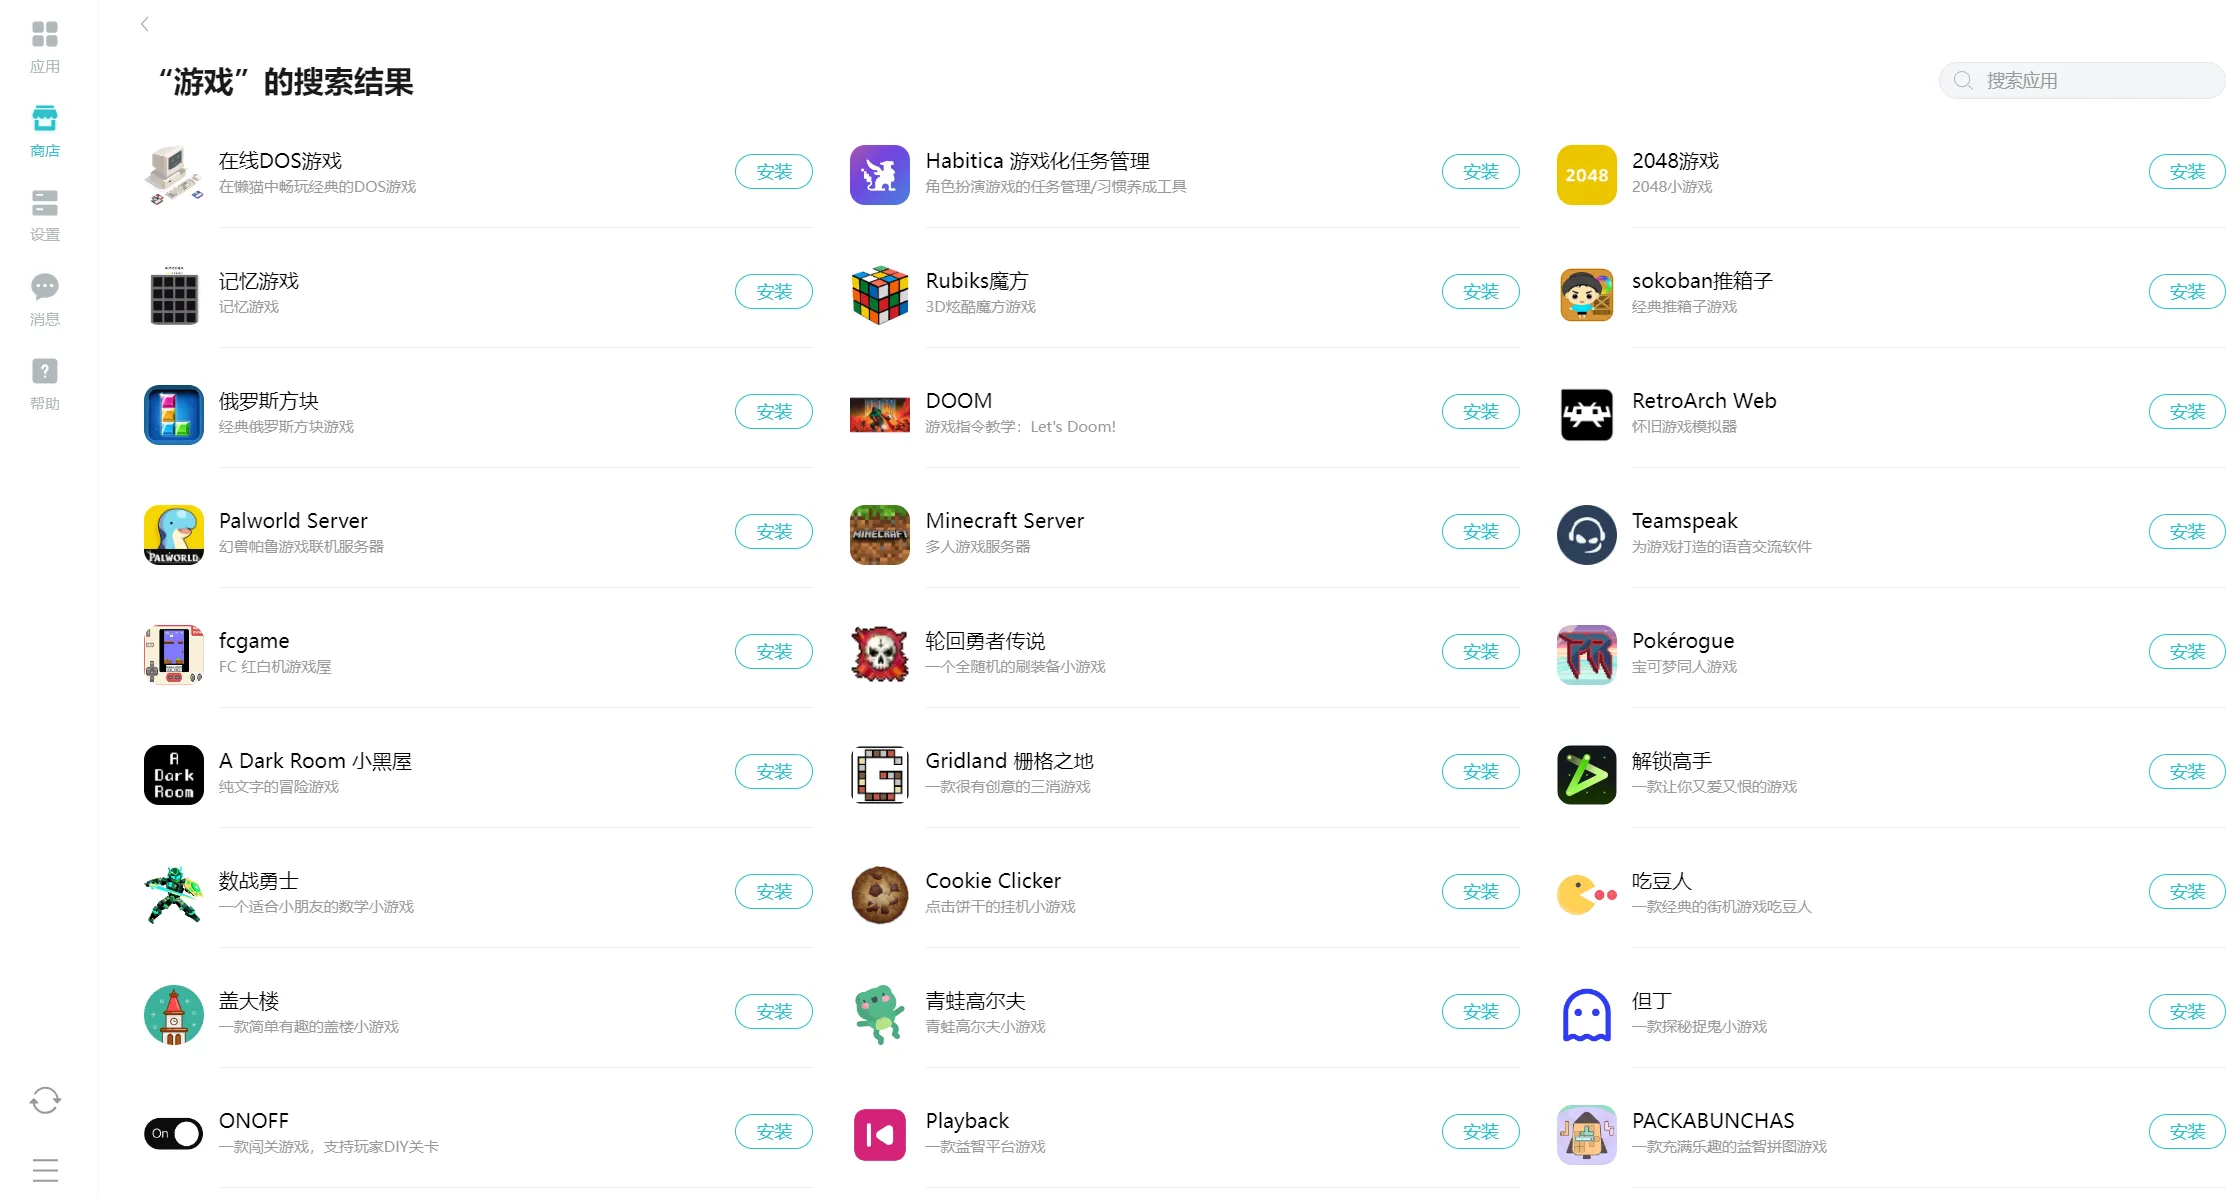 应用
商店
设置
消息
帮助
“游戏”的搜索结果
搜索应用
在线DOS游戏
在懒猫中畅玩经典的DOS游戏
安装
Habitica 游戏化任务管理
角色扮演游戏的任务管理/习惯养成工具
安装
2048
2048游戏
2048小游戏
安装
记忆游戏
记忆游戏
安装
Rubiks魔方
3D炫酷魔方游戏
安装
sokoban推箱子
经典推箱子游戏
安装
俄罗斯方块
经典俄罗斯方块游戏
安装
DOOM
游戏指令教学：Let's Doom!
安装
RetroArch Web
怀旧游戏模拟器
安装
PALWORLD
Palworld Server
幻兽帕鲁游戏联机服务器
安装
MINECRAFT
Minecraft Server
多人游戏服务器
安装
Teamspeak
为游戏打造的语音交流软件
安装
fcgame
FC 红白机游戏屋
安装
轮回勇者传说
一个全随机的刷装备小游戏
安装
PR
Pokérogue
宝可梦同人游戏
安装
A
Dark
Room
A Dark Room 小黑屋
纯文字的冒险游戏
安装
G
Gridland 栅格之地
一款很有创意的三消游戏
安装
解锁高手
一款让你又爱又恨的游戏
安装
数战勇士
一个适合小朋友的数学小游戏
安装
Cookie Clicker
点击饼干的挂机小游戏
安装
吃豆人
一款经典的街机游戏吃豆人
安装
盖大楼
一款简单有趣的盖楼小游戏
安装
青蛙高尔夫
青蛙高尔夫小游戏
安装
但丁
一款探秘捉鬼小游戏
安装
On
ONOFF
一款闯关游戏，支持玩家DIY关卡
安装
Playback
一款益智平台游戏
安装
PACKABUNCHAS
一款充满乐趣的益智拼图游戏
安装